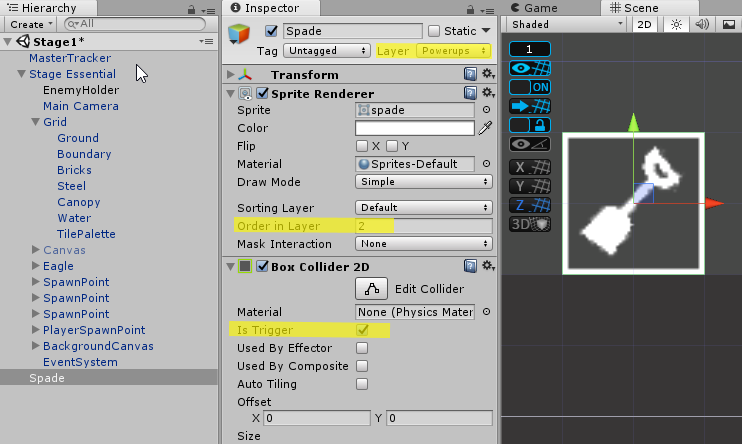 Hierarchy
Create
All
Stage1*
MasterTracker
Stage Essential
EnemyHolder
Main Camera
Grid
Ground
Boundary
Bricks
Steel
Canopy
Water
TilePalette
Canvas
Eagle
SpawnPoint
SpawnPoint
SpawnPoint
PlayerSpawnPoint
BackgroundCanvas
EventSystem
Spade
Inspector
Spade Static
Tag Untagged Layer Powerups
Transform
Sprite Renderer
Sprite spade
Color
Flip X Y
Material Sprites-Default
Draw Mode Simple
Sorting Layer Default
Order in Layer 2
Mask Interaction None
Box Collider 2D
Edit Collider
Material None (Physics Mater
Is Trigger
Used By Effector
Used By Composite
Auto Tiling
Offset
X 0 Y 0
Size
Game Scene
Shaded 2D
1
ON
X
Y
Z
3D